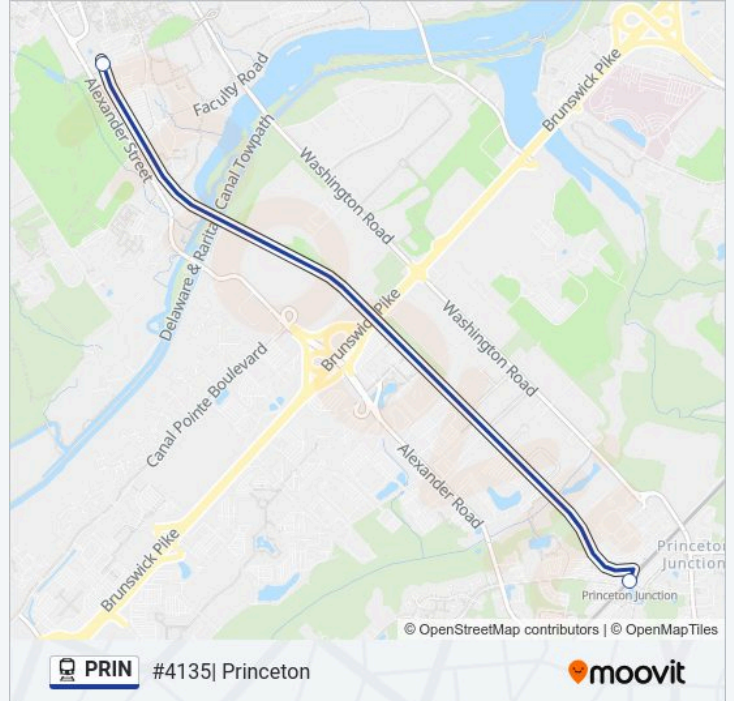 Faculty Road
Brunswick Pike
Alexander Street
Delaware & Raritan Canal Towpath
Washington Road
Brunswick Pike
Washington Road
Canal Pointe Boulevard
Alexander Road
Brunswick Pike
Princeton
Junction
Princeton Junction
© OpenStreetMap contributors | © OpenMapTiles
PRIN #4135| Princeton
moovit